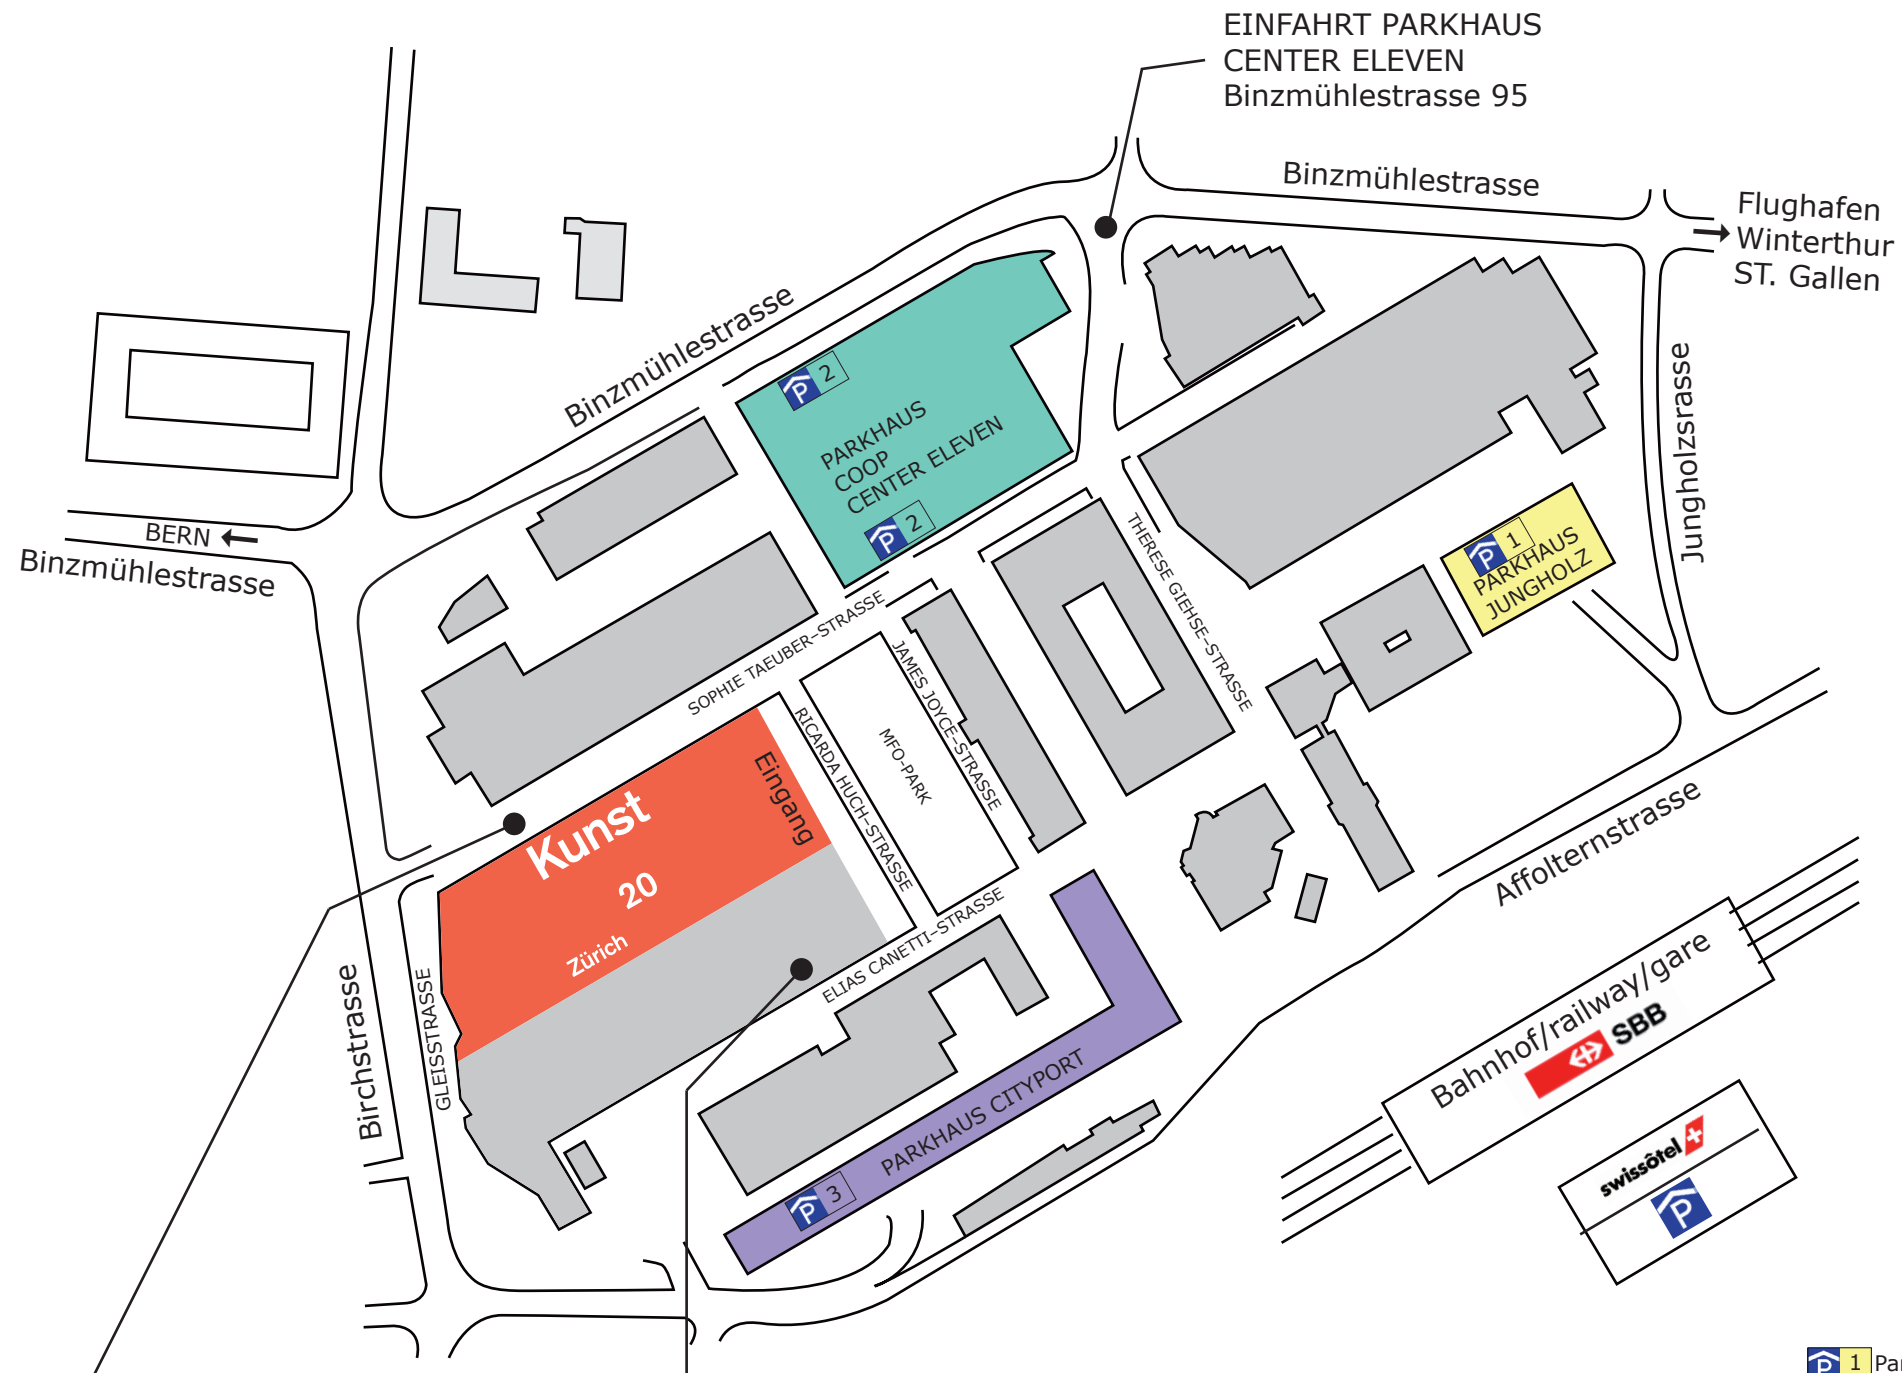 EINFAHRT PARKHAUS
CENTER ELEVEN
Binzmühlestrasse 95
Binzmühlestrasse
Flughafen
Winterthur
ST. Gallen
Binzmühlestrasse
P 2
PARKHAUS
COOP
CENTER ELEVEN
P 2
Jungholzsrasse
BERN
Binzmühlestrasse
THERESE GIEHSE-STRASSE
P 1
PARKHAUS
JUNGHOLZ
SOPHIE TAEUBER-STRASSE
JAMES JOYCE-STRASSE
RICARDA HUCH-STRASSE
MFO-PARK
Eingang
Kunst
20
Zürich
Affolternstrasse
ELIAS CANETTI-STRASSE
Birchstrasse
GLEISSTRASSE
Bahnhof/railway/gare
SBB
PARKHAUS CITYPORT
P 3
swissôtel
P
P 1